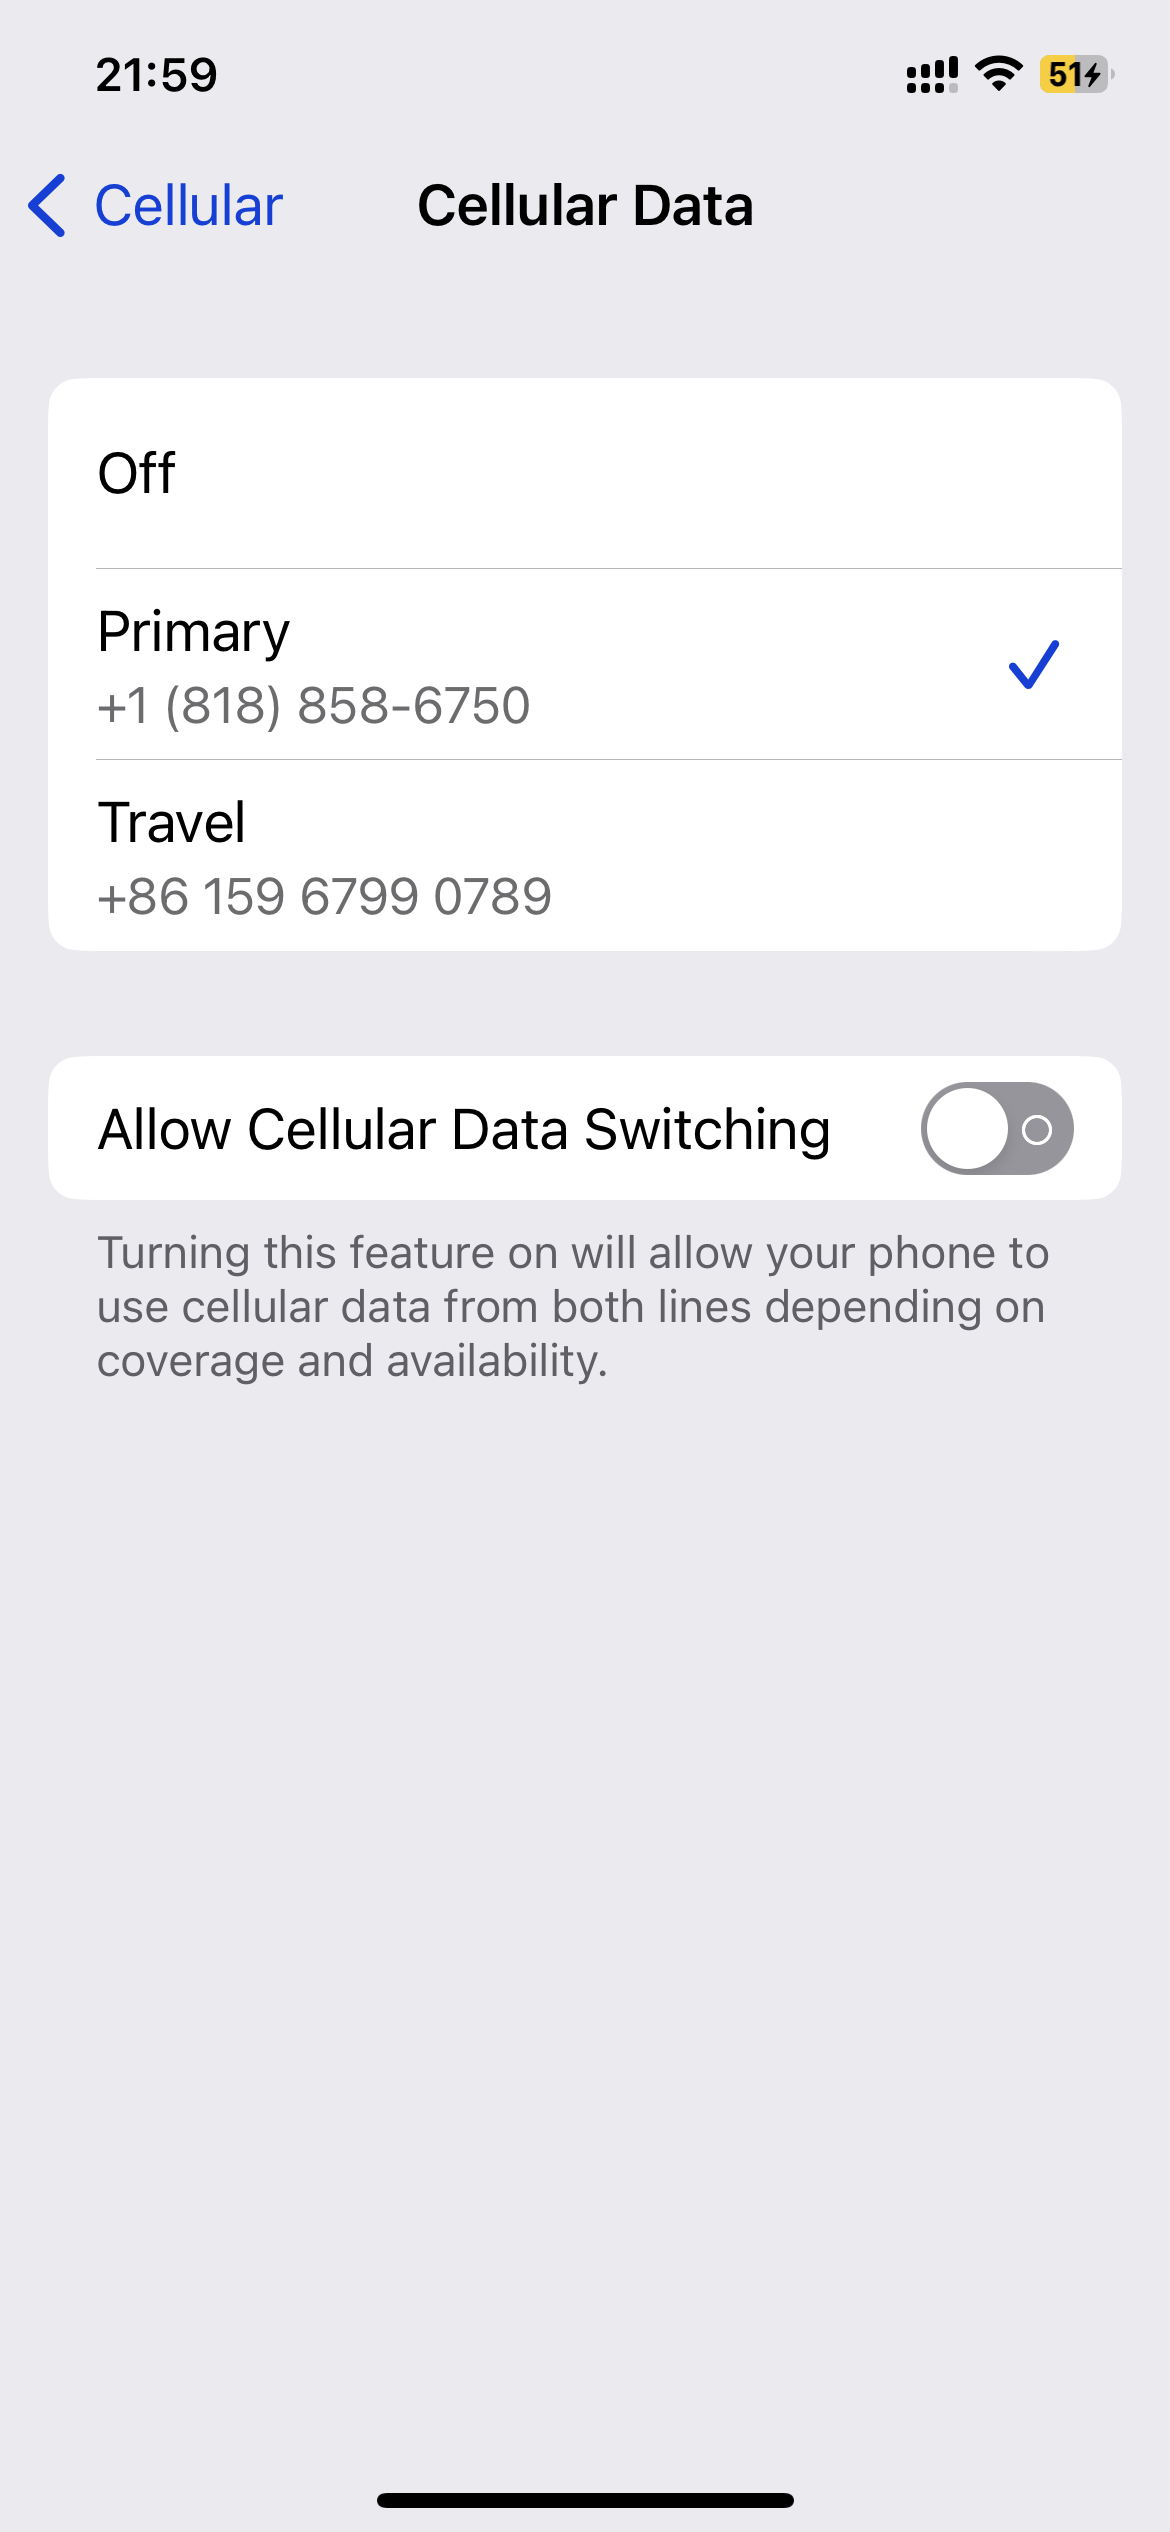 21:59
51
Cellular
Cellular Data
Off
Primary
+1 (818) 858-6750
Travel
+86 159 6799 0789
Allow Cellular Data Switching
Turning this feature on will allow your phone to
use cellular data from both lines depending on
coverage and availability.